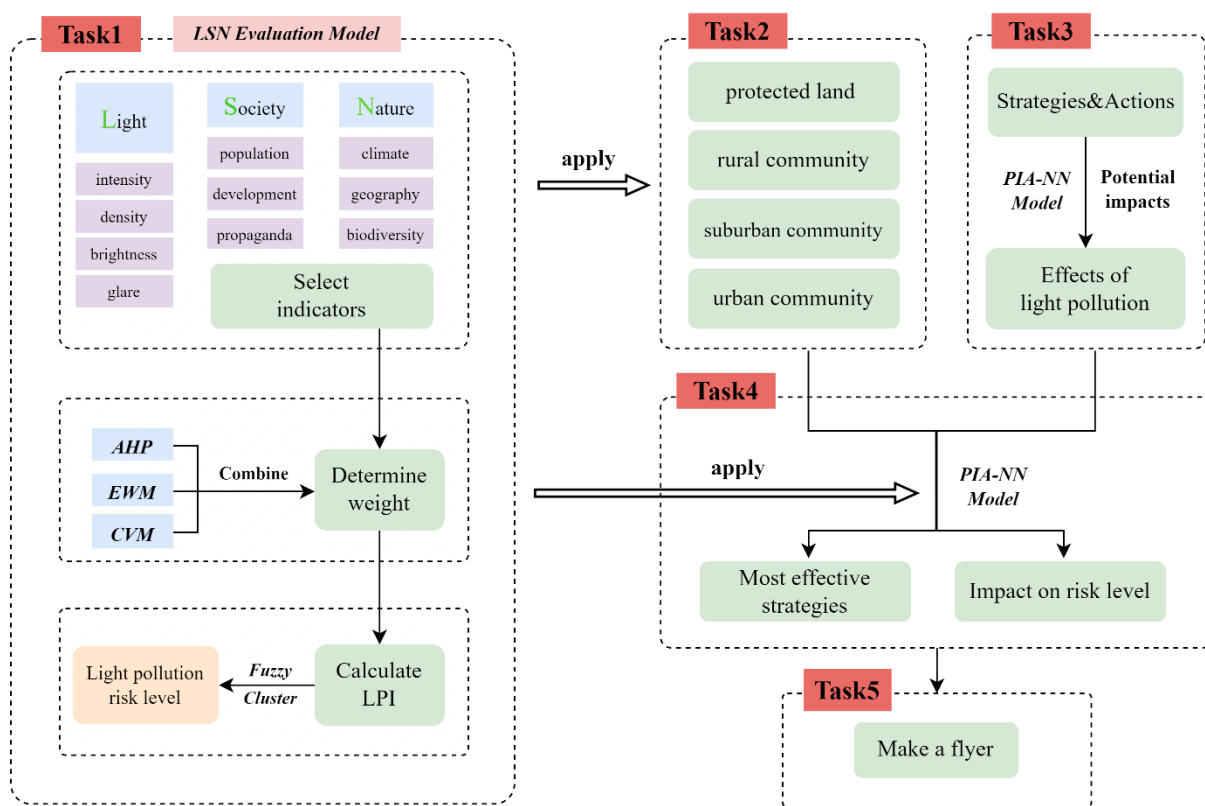 Task1
LSN Evaluation Model
Light
intensity
density
brightness
glare
Society
population
development
propaganda
Nature
climate
geography
biodiversity
Select
indicators
AHP
EWM
CVM
Combine
Determine
weight
Calculate
LPI
Fuzzy
Cluster
Light pollution
risk level
apply
Task2
protected land
rural community
suburban community
urban community
Task3
Strategies&Actions
PIA-NN
Model
Potential
impacts
Effects of
light pollution
apply
Task4
PIA-NN
Model
Most effective
strategies
Impact on risk level
Task5
Make a flyer